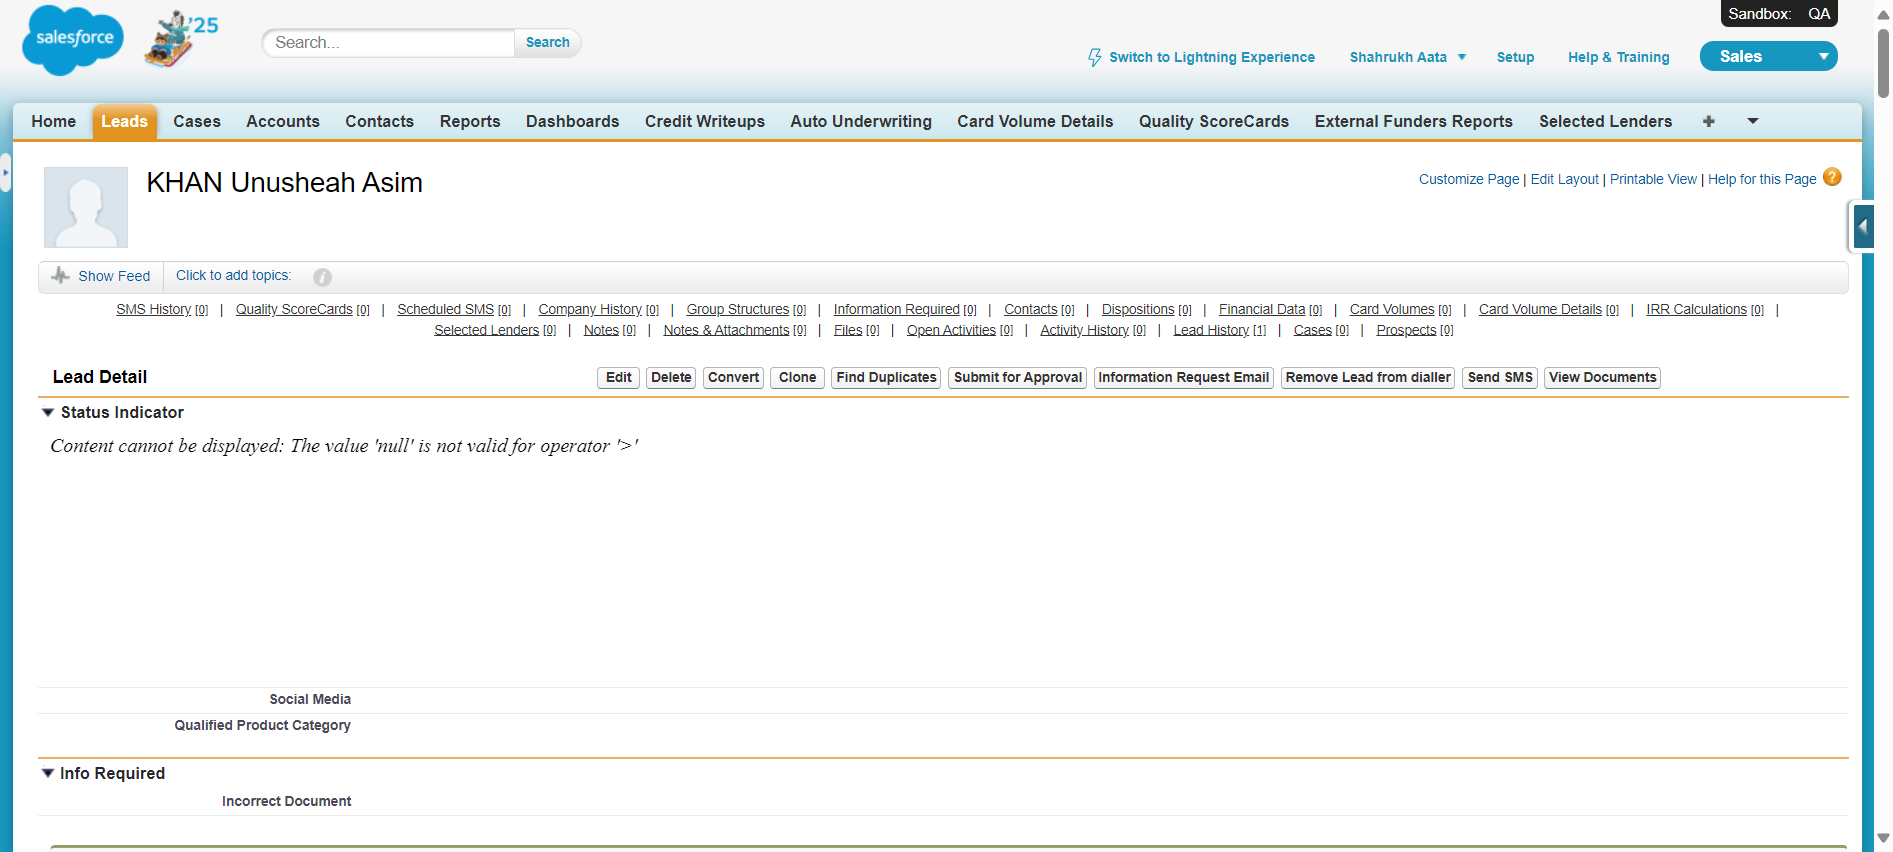 Sandbox: QA
salesforce
'25
Search...
Search
Switch to Lightning Experience
Shahrukh Aata
Setup
Help & Training
Sales
Home Leads Cases Accounts Contacts Reports Dashboards Credit Writeups Auto Underwriting Card Volume Details Quality ScoreCards External Funders Reports Selected Lenders
KHAN Unusheah Asim
Customize Page | Edit Layout | Printable View | Help for this Page ?
Show Feed
Click to add topics: i
SMS History [0] | Quality ScoreCards [0] | Scheduled SMS [0] | Company History [0] | Group Structures [0] | Information Required [0] | Contacts [0] | Dispositions [0] | Financial Data [0] | Card Volumes [0] | Card Volume Details [0] | IRR Calculations [0] |
Selected Lenders [0] | Notes [0] | Notes & Attachments [0] | Files [0] | Open Activities [0] | Activity History [0] | Lead History [1] | Cases [0] | Prospects [0]
Lead Detail
Edit Delete Convert Clone Find Duplicates Submit for Approval Information Request Email Remove Lead from dialler Send SMS View Documents
Status Indicator
Content cannot be displayed: The value 'null' is not valid for operator '>'
Social Media
Qualified Product Category
Info Required
Incorrect Document